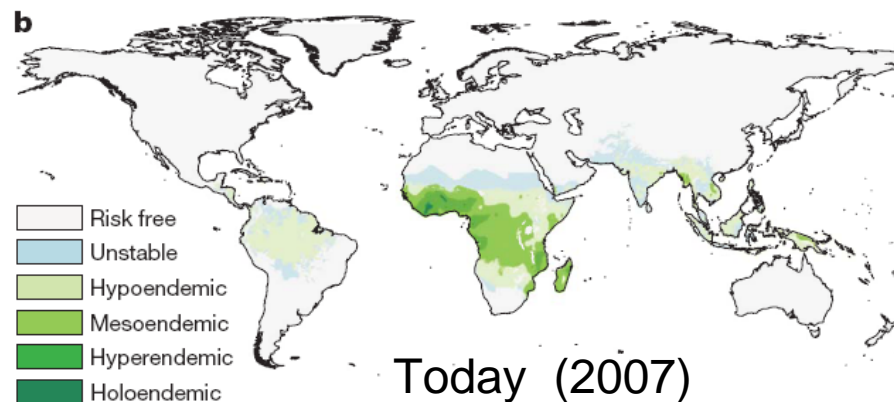 b
Risk free
Unstable
Hypoendemic
Mesoendemic
Hyperendemic
Holoendemic
Today (2007)